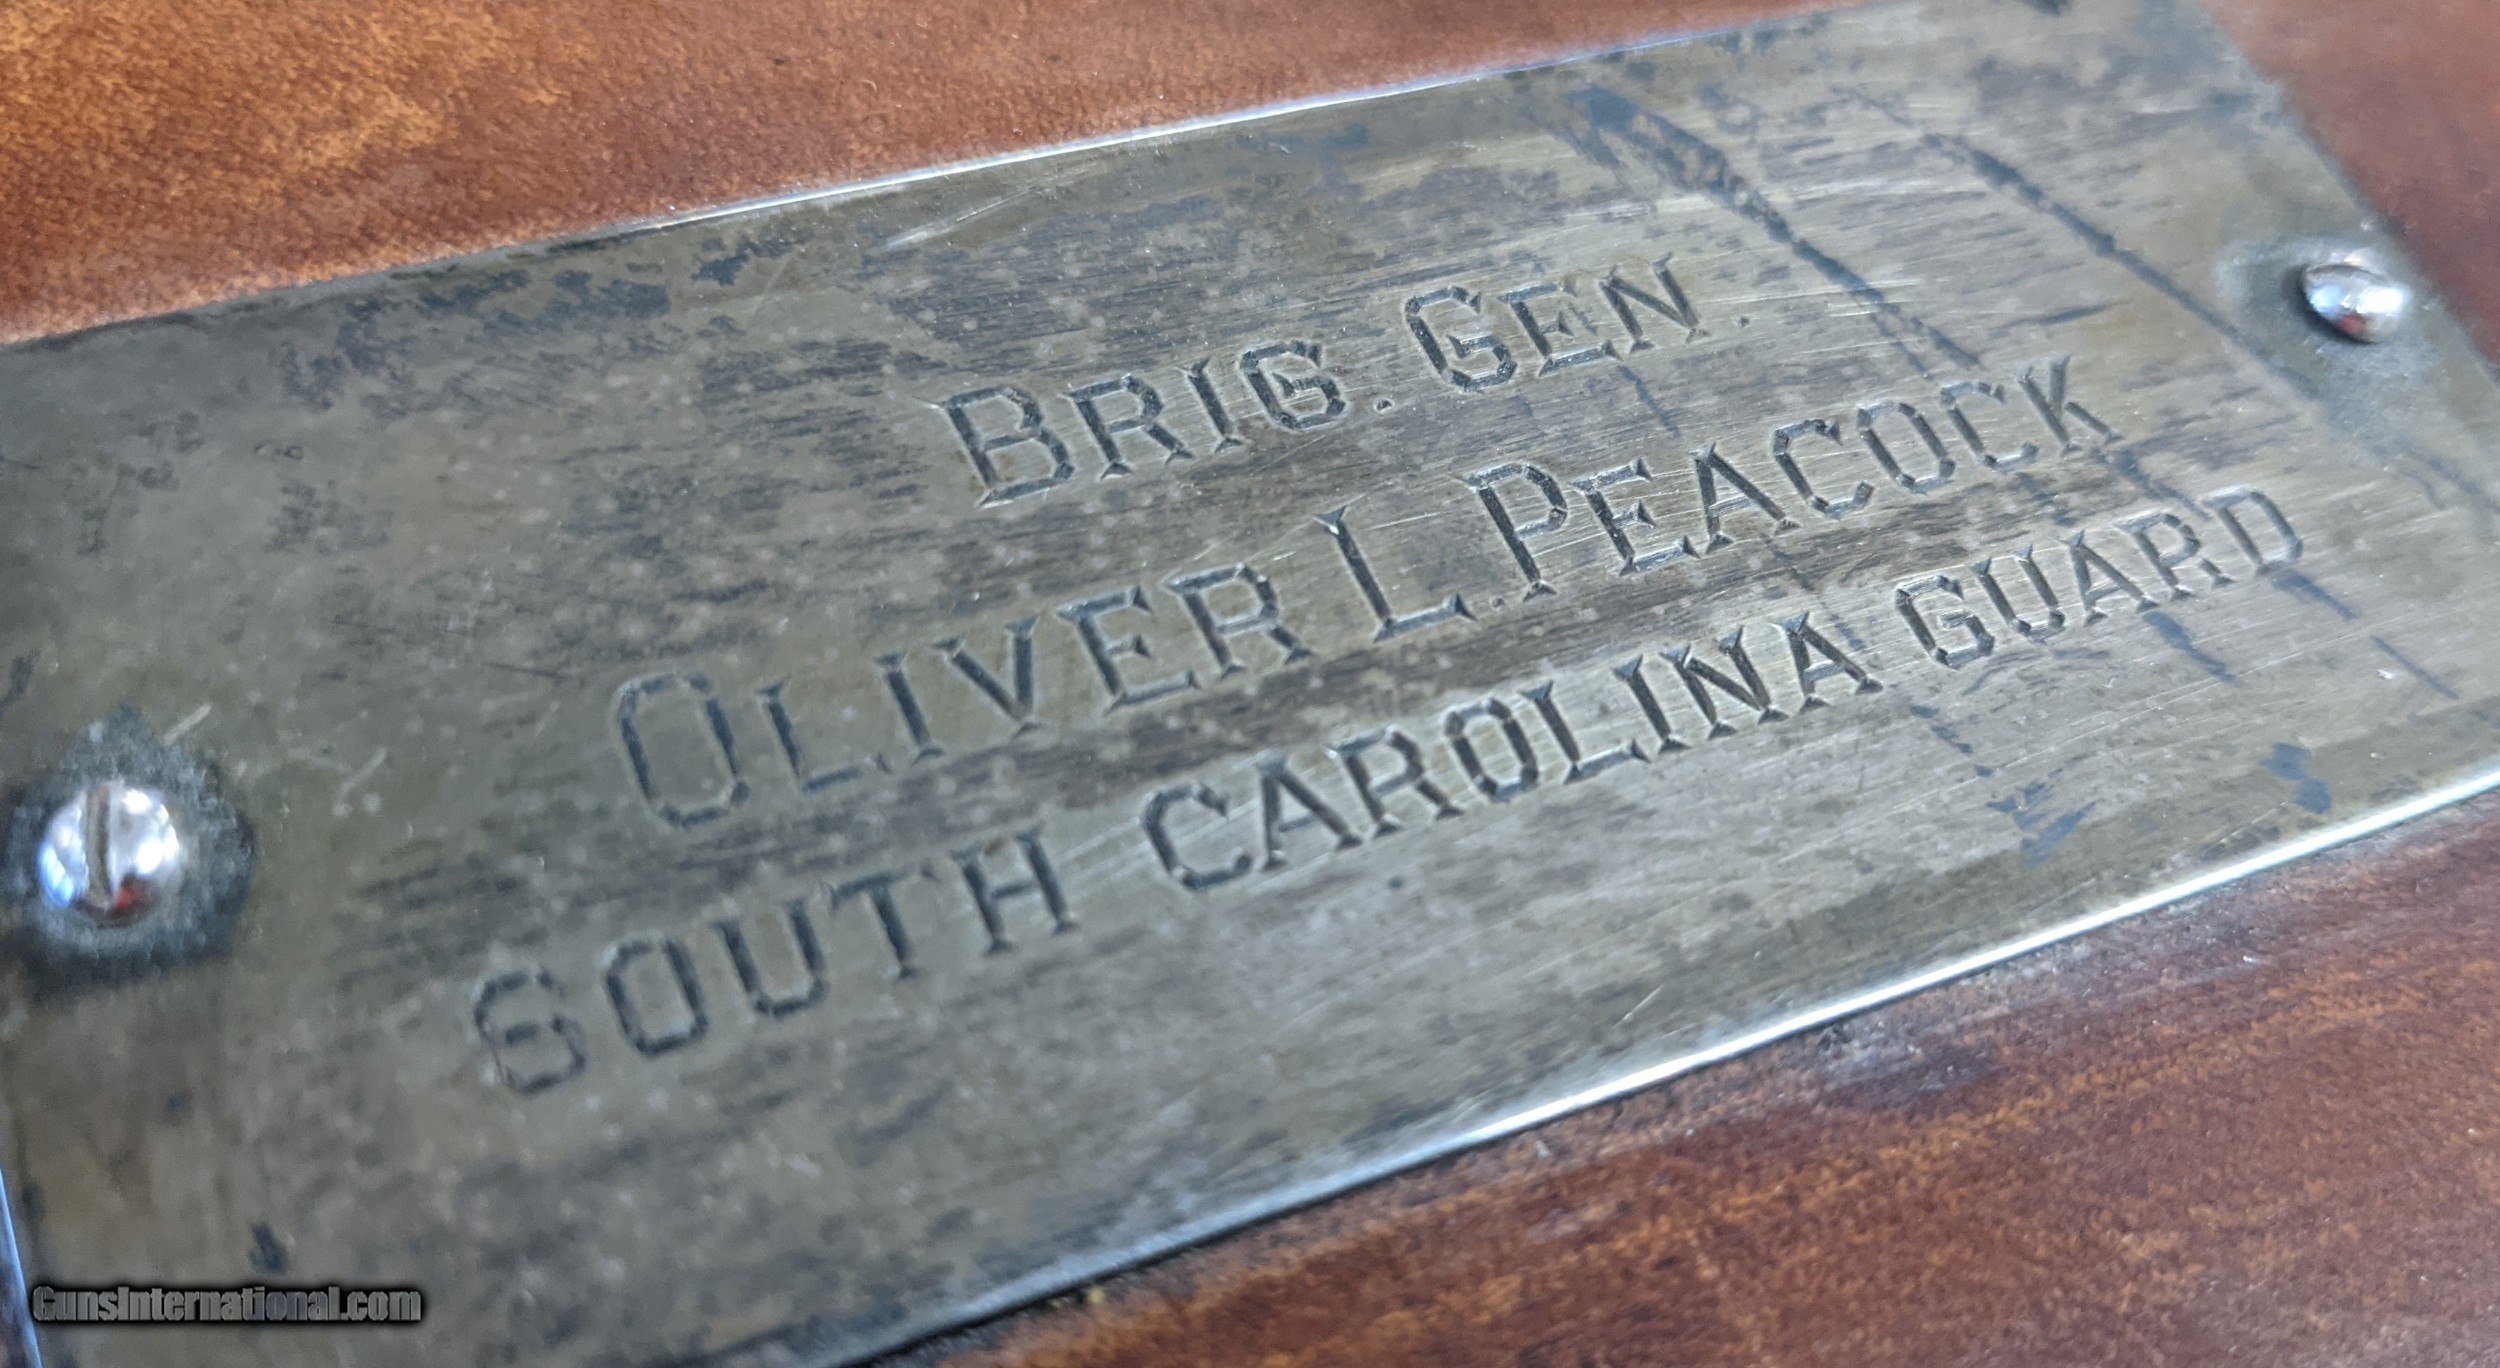 BRIG. GEN.
OLIVER L. PEACOCK
SOUTH CAROLINA GUARD
GunsInternational.com